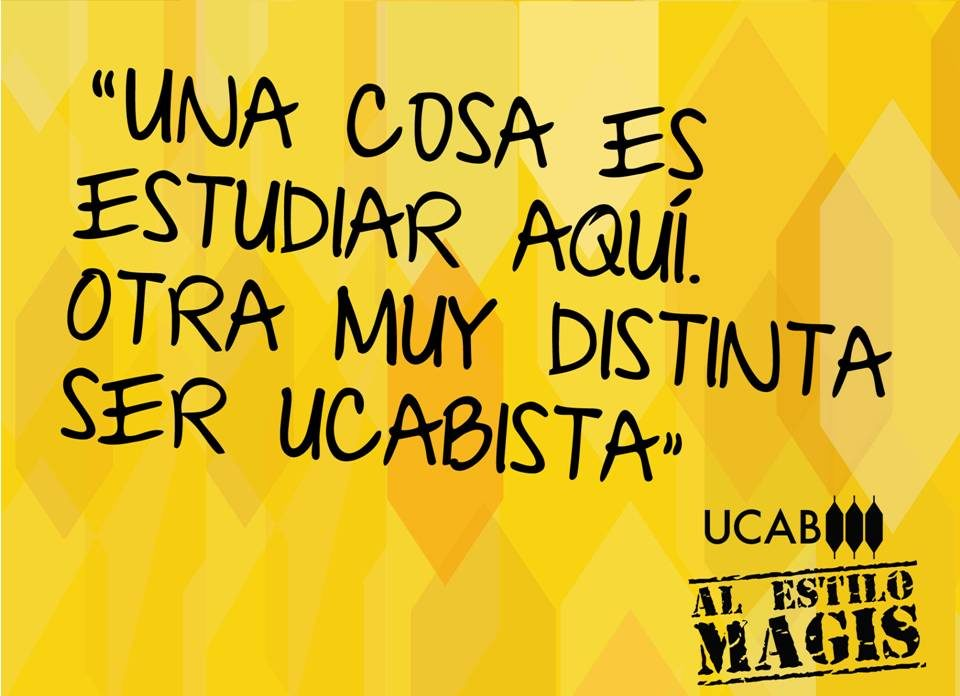 “UNA COSA ES
ESTUDIAR AQUÍ.
OTRA MUY DISTINTA
SER UCABISTA”
UCAB
AL ESTILO
MAGIS